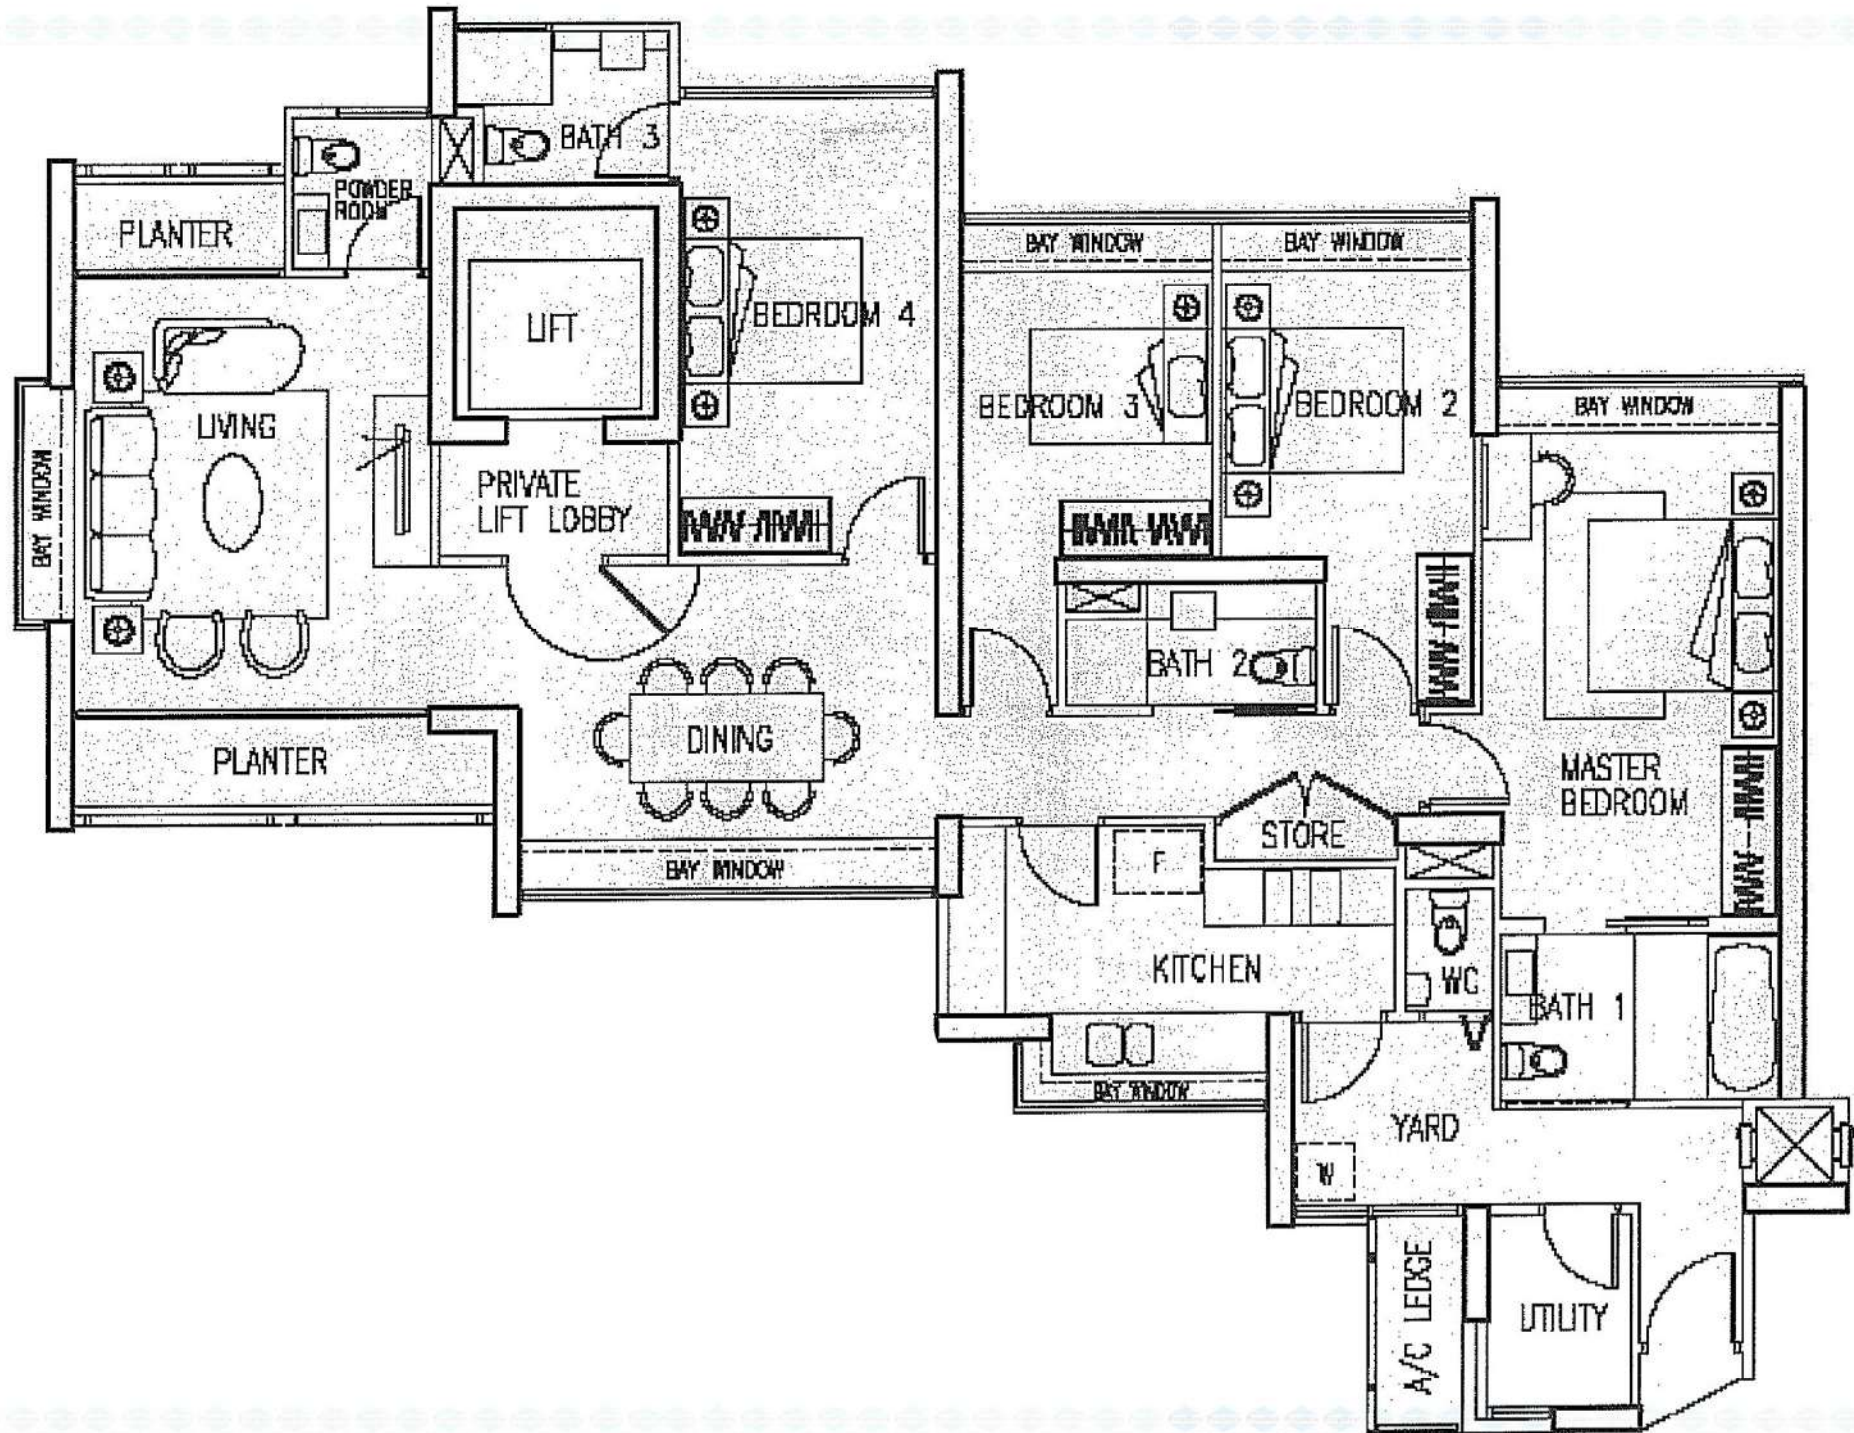 BATH 3
POWDER
ROOM
PLANTER
BAY WINDOW
BAY WINDOW
LIFT
BEDROOM 4
BEDROOM 3
BEDROOM 2
BAY WINDOW
LIVING
BAY WINDOW
PRIVATE
LIFT LOBBY
BATH 2
DINING
PLANTER
MASTER
BEDROOM
STORE
BAY WINDOW
F
KITCHEN
WC
BATH 1
BAY WINDOW
YARD
W
A/C LEDGE
UTILITY